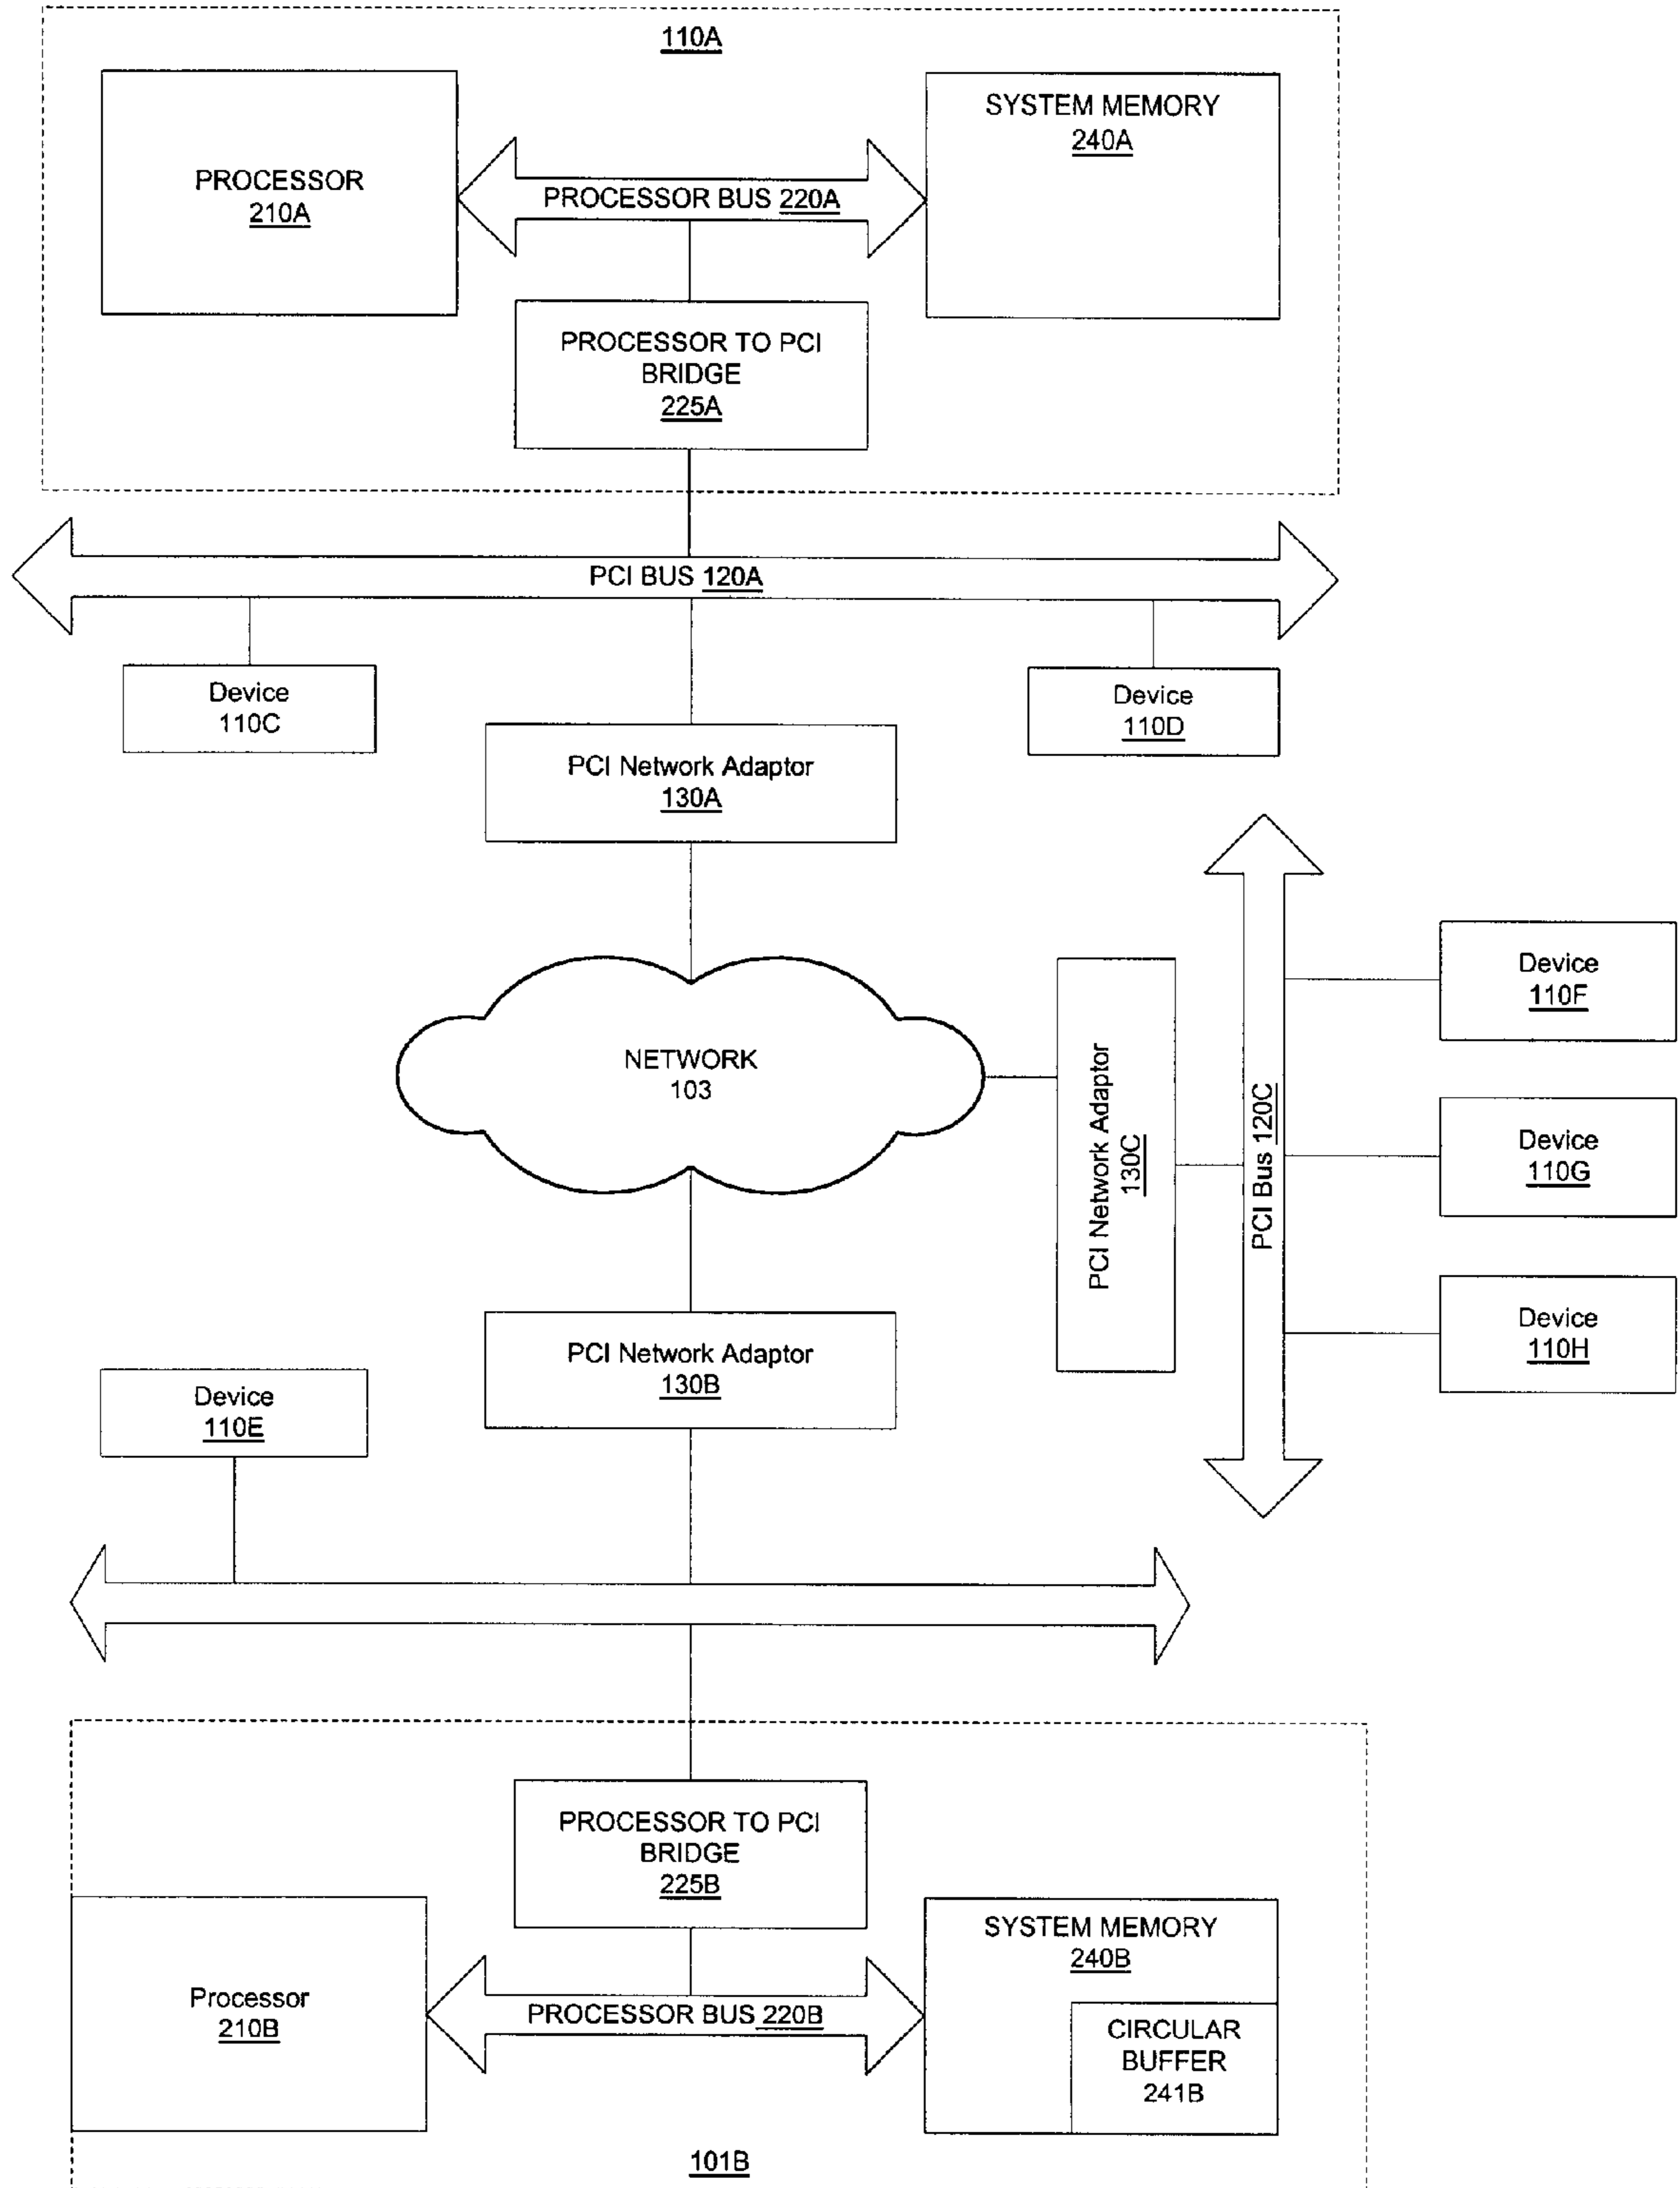 110A
PROCESSOR
210A
PROCESSOR BUS 220A
SYSTEM MEMORY
240A
PROCESSOR TO PCI
BRIDGE
225A
PCI BUS 120A
Device
110C
Device
110D
PCI Network Adaptor
130A
NETWORK
103
PCI Network Adaptor
130C
PCI Bus 120C
Device
110F
Device
110G
Device
110H
PCI Network Adaptor
130B
Device
110E
PROCESSOR TO PCI
BRIDGE
225B
Processor
210B
PROCESSOR BUS 220B
SYSTEM MEMORY
240B
CIRCULAR
BUFFER
241B
101B